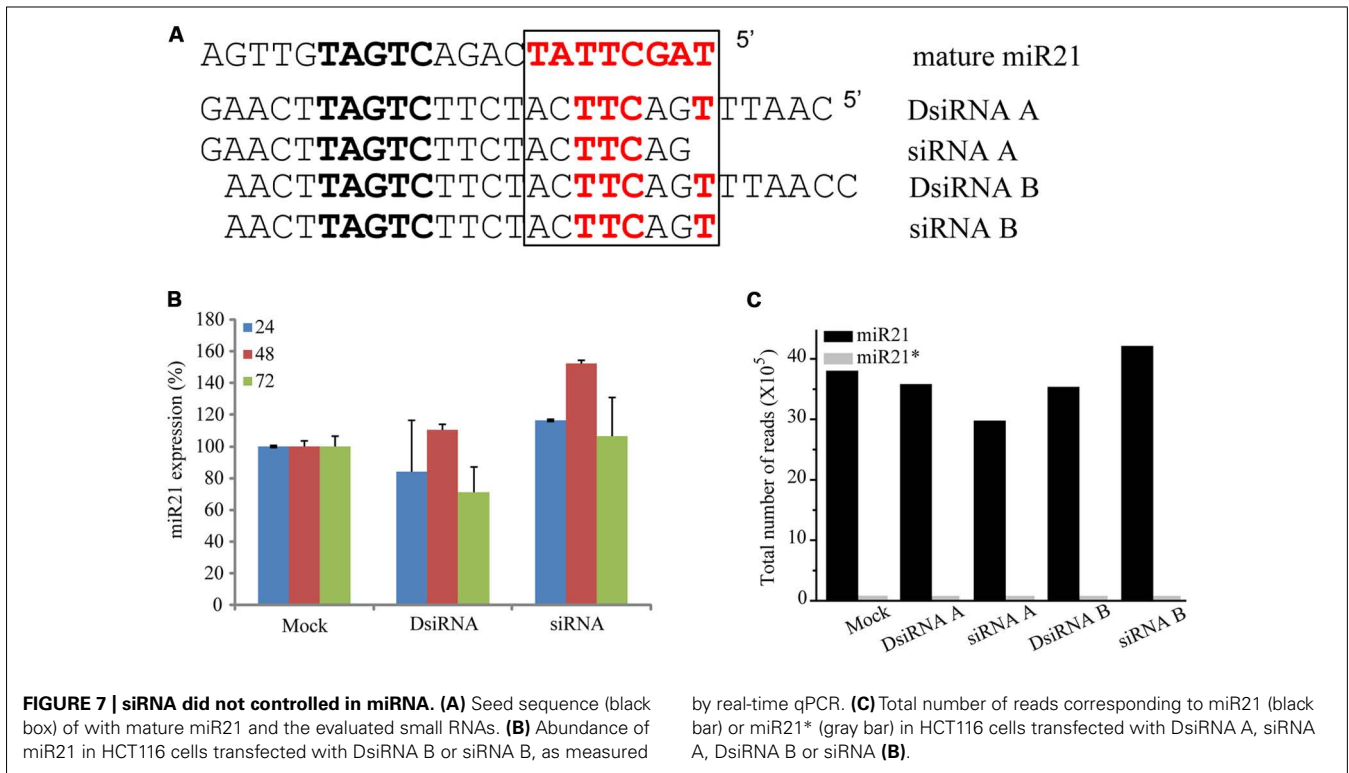 A
AGTTGTAGTCAGACTATTCGAT 5' mature miR21
GAACTTAGTCTTCTACTTCAGTTTAAC 5' DsiRNA A
GAACTTAGTCTTCTACTTCAG siRNA A
AACTTAGTCTTCTACTTCAGTTTAACC DsiRNA B
AACTTAGTCTTCTACTTCAGT siRNA B
B
miR21 expression (%)
180
160
140
120
100
80
60
40
20
0
24
48
72
Mock DsiRNA siRNA
C
Total number of reads (X10⁵)
40
30
20
10
0
miR21
miR21*
Mock DsiRNA A siRNA A DsiRNA B siRNA B
FIGURE 7 | siRNA did not controlled in miRNA. (A) Seed sequence (black
box) of with mature miR21 and the evaluated small RNAs. (B) Abundance of
miR21 in HCT116 cells transfected with DsiRNA B or siRNA B, as measured
by real-time qPCR. (C) Total number of reads corresponding to miR21 (black
bar) or miR21* (gray bar) in HCT116 cells transfected with DsiRNA A, siRNA
A, DsiRNA B or siRNA (B).